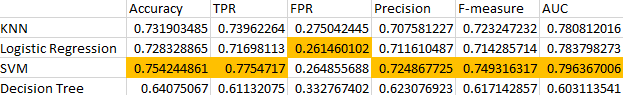 Accuracy TPR FPR Precision F-measure AUC
KNN 0.731903485 0.73962264 0.275042445 0.707581227 0.723247232 0.780812016
Logistic Regression 0.728328865 0.71698113 0.261460102 0.711610487 0.714285714 0.783798273
SVM 0.754244861 0.7754717 0.264855688 0.724867725 0.749316317 0.796367006
Decision Tree 0.64075067 0.61132075 0.332767402 0.623076923 0.617142857 0.603113541